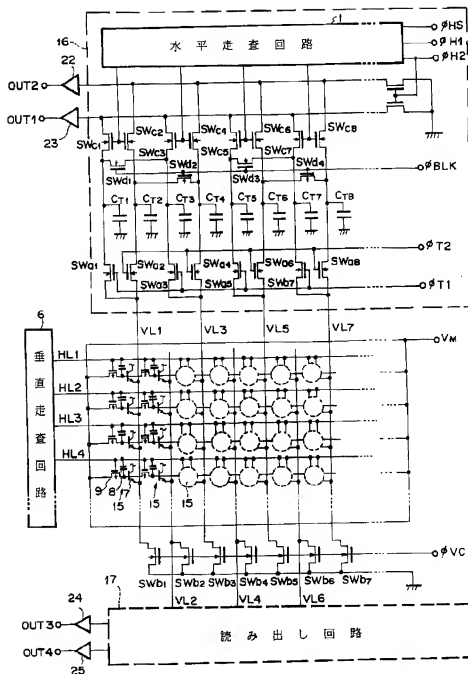 16
61
水平走査回路
ΦHS
ΦH1
ΦH2
22
OUT2
OUT1
23
SWC1
SWC2
SWC3
SWC4
SWC5
SWC6
SWC7
SWC8
SWd1
SWd2
SWd3
SWd4
ΦBLK
CT1
CT2
CT3
CT4
CT5
CT6
CT7
CT8
ΦT2
SWa1
SWa2
SWa3
SWa4
SWa5
SWa6
SWa7
SWa8
ΦT1
VL1
VL3
VL5
VL7
6
垂直走査回路
HL1
HL2
HL3
HL4
VM
9
8
17
15
15
15
ΦVC
SWb1
SWb2
SWb3
SWb4
SWb5
SWb6
SWb7
VL2
VL4
VL6
17
24
OUT3
OUT4
25
読み出し回路